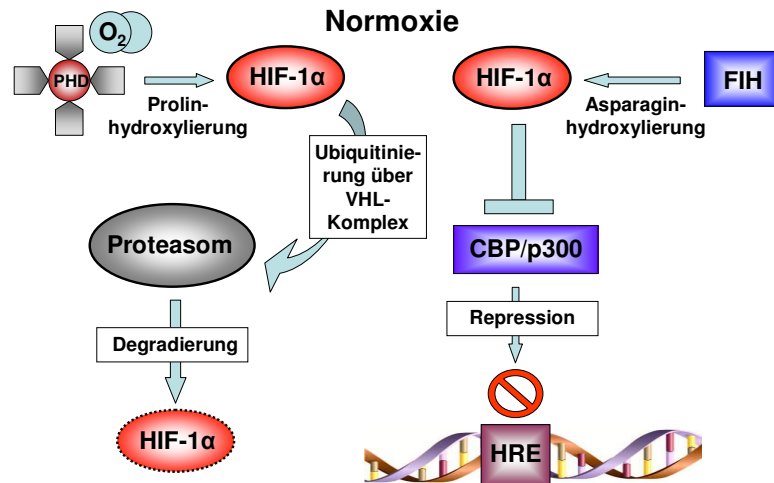 Normoxie
O2
PHD
Prolin-
hydroxylierung
HIF-1α
Ubiquitinie-
rung über
VHL-
Komplex
Proteasom
Degradierung
HIF-1α
HIF-1α
Asparagin-
hydroxylierung
FIH
CBP/p300
Repression
HRE